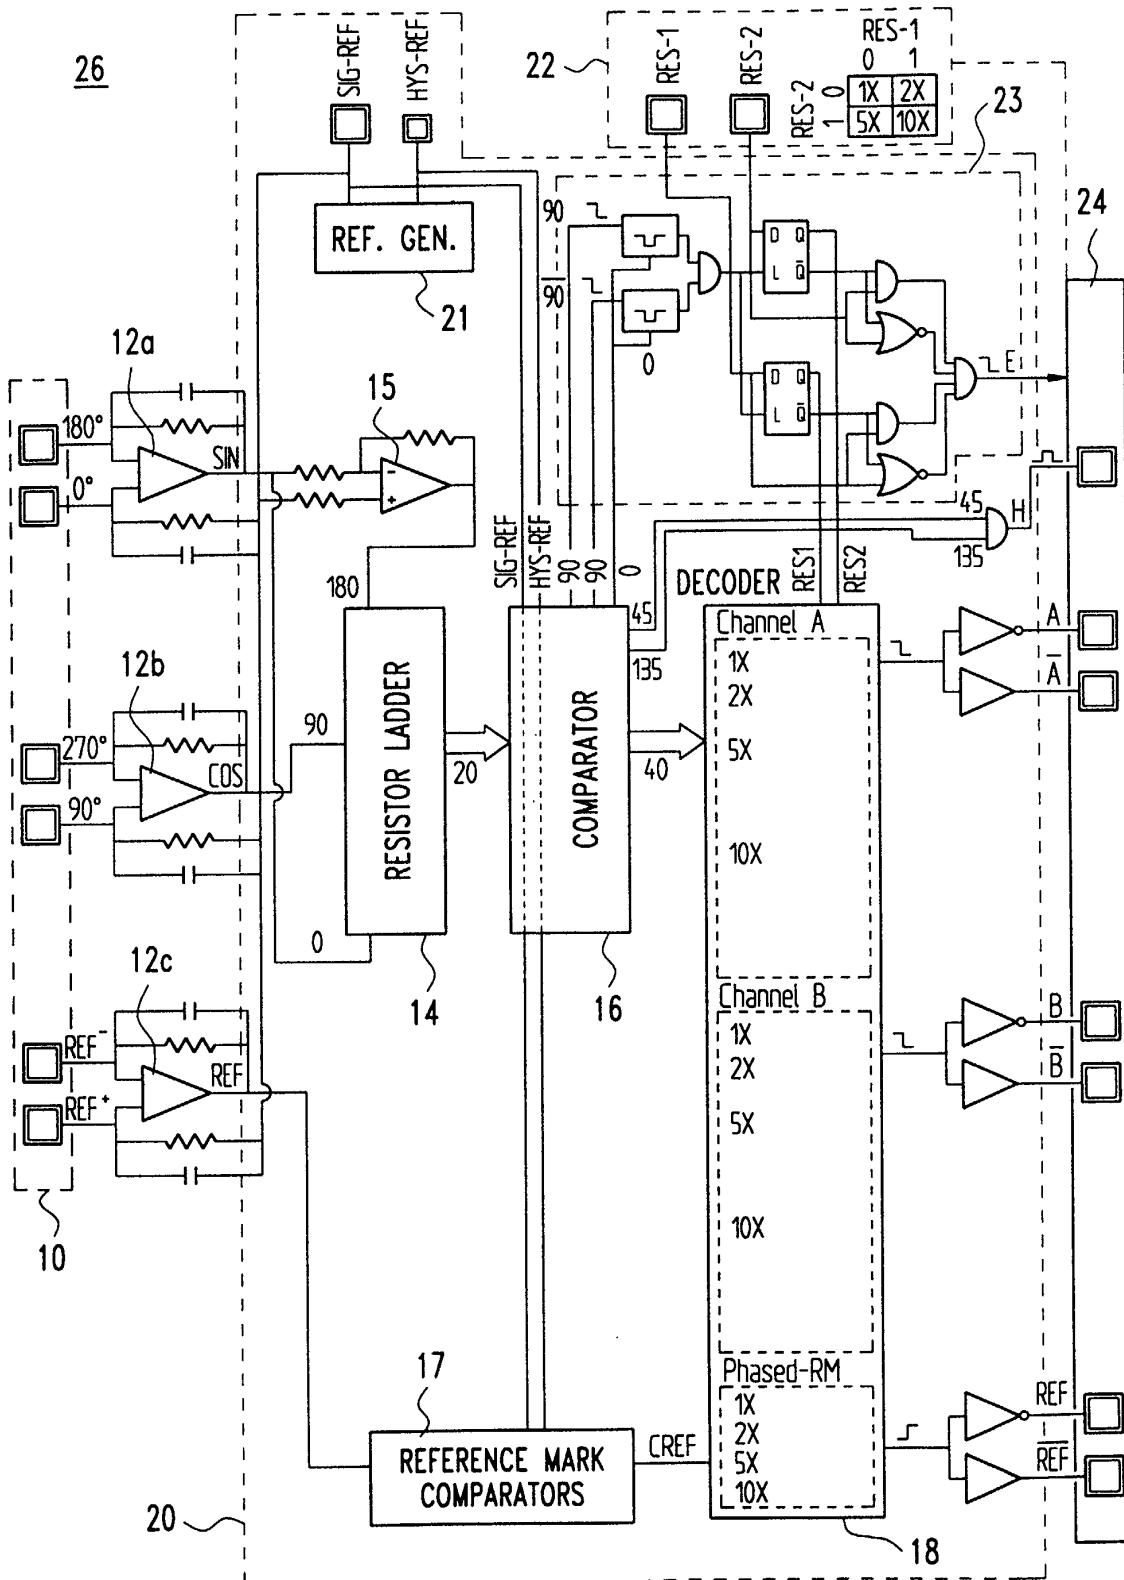 26
SIG-REF
HYS-REF
22
RES-1
RES-2
RES-1
0 1
RES-2
0
1
1X 2X
5X 10X
23
24
REF. GEN.
21
90
9̅0̅
0
D Q
L Q̅
D Q
L Q̅
E
10
12a
180°
0°
SIN
15
- 
+
180
SIG-REF
HYS-REF
90
90
0
45
135
45
135
H
RES1
RES2
12b
270°
90°
COS
90
0
RESISTOR LADDER
14
20
COMPARATOR
16
40
DECODER
Channel A
1X
2X
5X
10X
A
A̅
Channel B
1X
2X
5X
10X
B
B̅
12c
REF-
REF+
REF
Phased-RM
1X
2X
5X
10X
REF
R̅E̅F̅
17
REFERENCE MARK
COMPARATORS
CREF
18
20